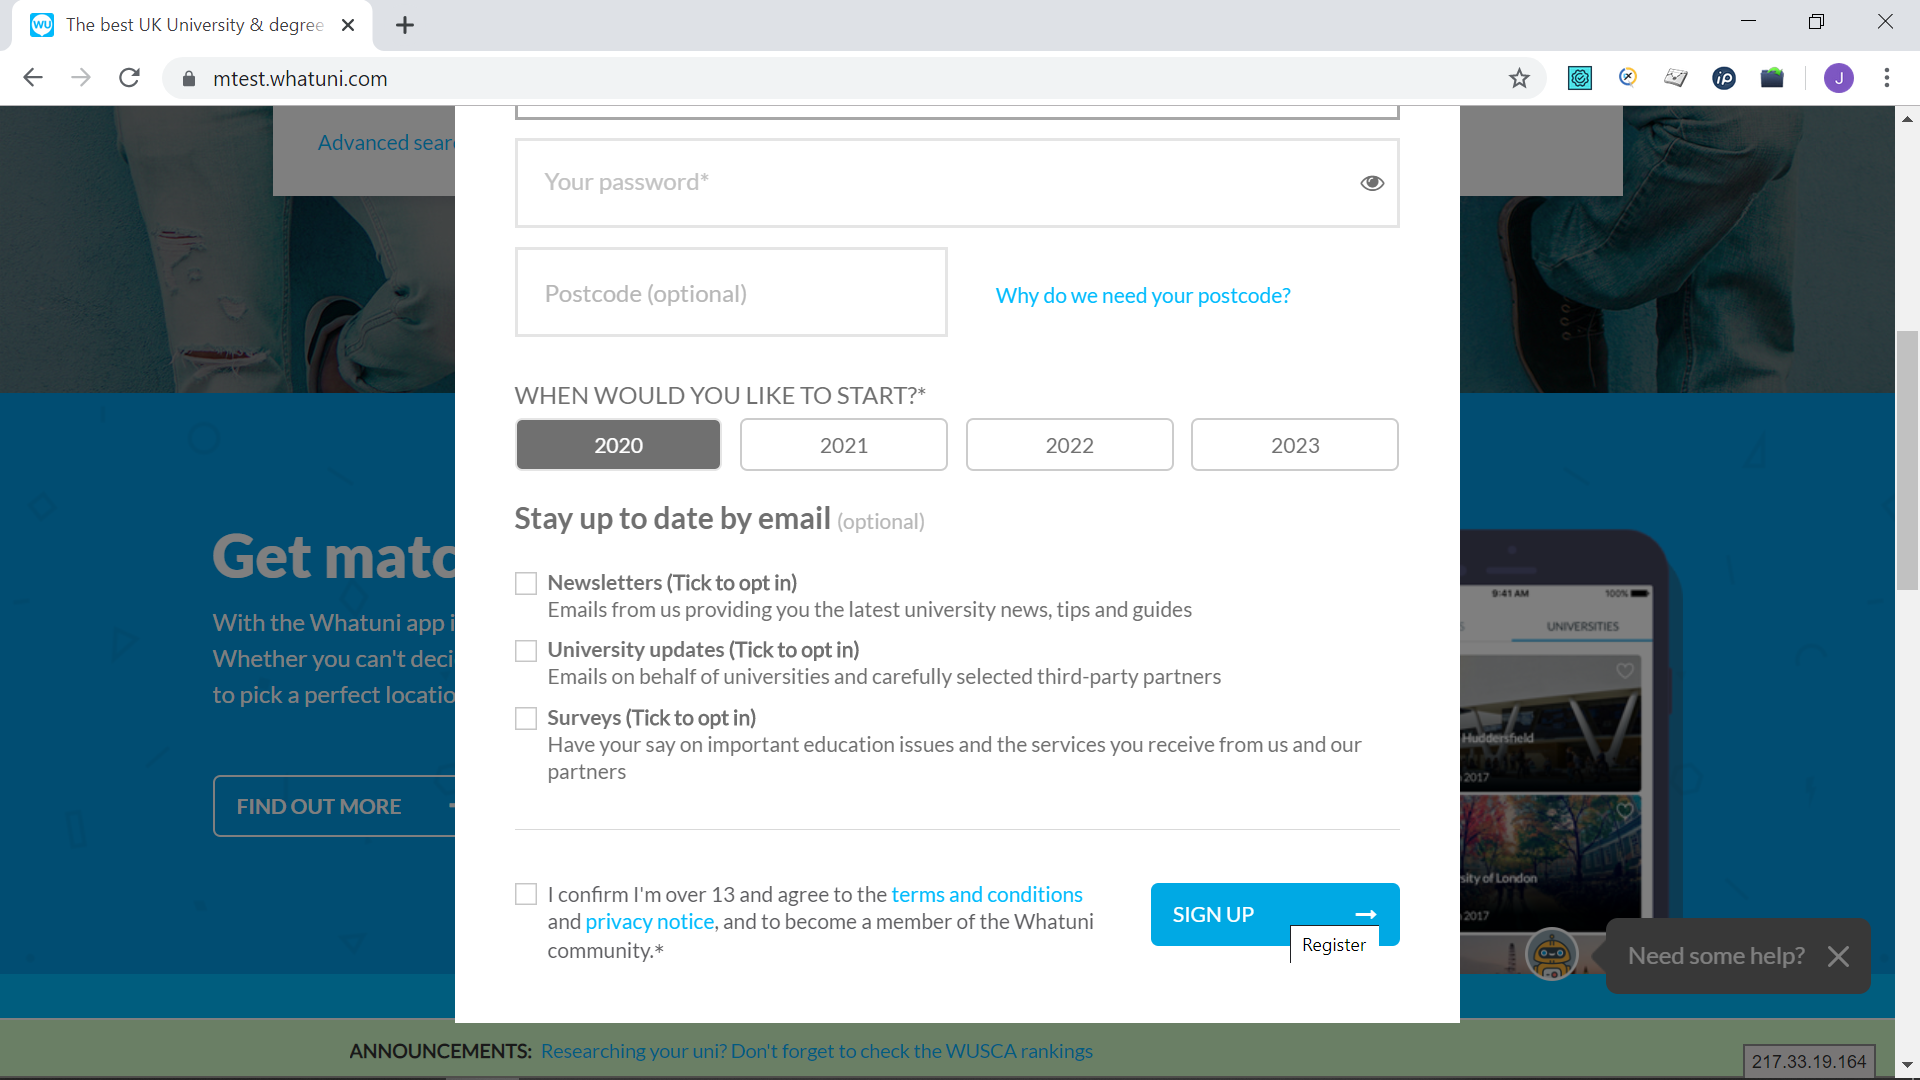 The best UK University & degree
mtest.whatuni.com
J
Advanced sear
Your password*
Postcode (optional)
Why do we need your postcode?
WHEN WOULD YOU LIKE TO START?*
2020
2021
2022
2023
Stay up to date by email (optional)
Newsletters (Tick to opt in)
Emails from us providing you the latest university news, tips and guides
University updates (Tick to opt in)
Emails on behalf of universities and carefully selected third-party partners
Surveys (Tick to opt in)
Have your say on important education issues and the services you receive from us and our
partners
I confirm I'm over 13 and agree to the terms and conditions
and privacy notice, and to become a member of the Whatuni
community.*
SIGN UP
Register
Get matc
With the Whatuni app i
Whether you can't deci
to pick a perfect locatio
FIND OUT MORE
9:41 AM
100%
UNIVERSITIES
Huddersfield
2017
sity of London
2017
Need some help?
ANNOUNCEMENTS: Researching your uni? Don't forget to check the WUSCA rankings
217.33.19.164